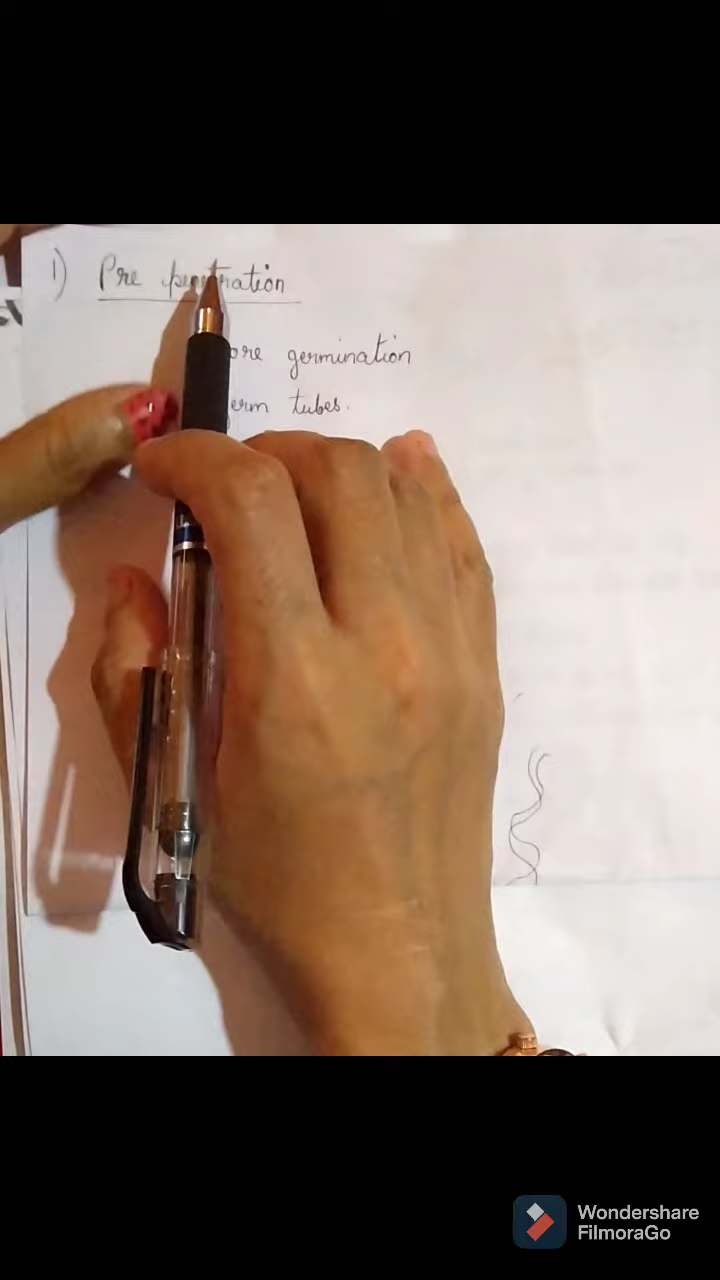 1) Pre penetration
ore germination
erm tubes.
Wondershare
FilmoraGo